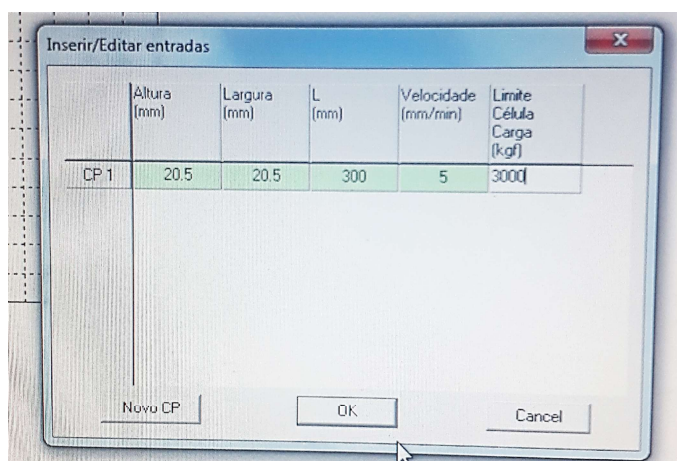 Inserir/Editar entradas
Altura (mm) Largura (mm) L (mm) Velocidade (mm/min) Limite Célula Carga (kgf)
CP 1 20.5 20.5 300 5 3000
Novo CP OK Cancel